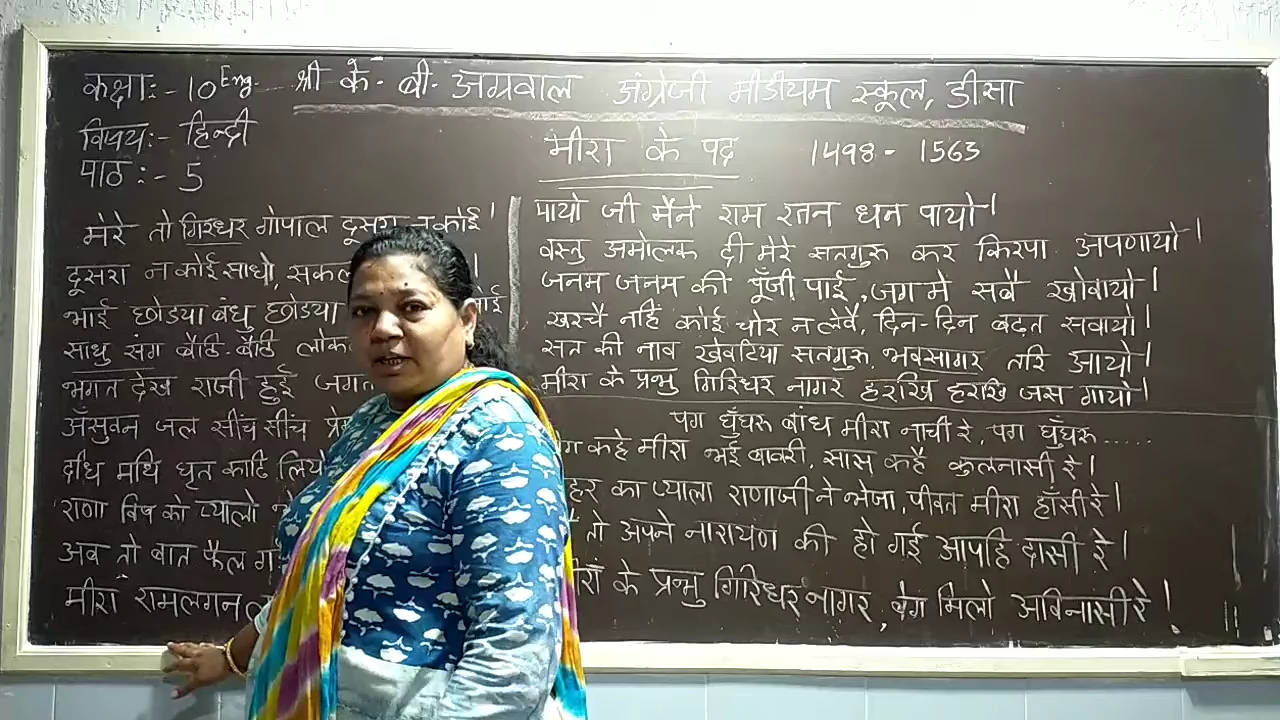 कक्षाः- 10 Eng. श्री के. बी. अग्रवाल अंग्रेजी मीडीयम स्कूल, डीसा
विषयः- हिन्दी
पाठः- 5
मीरा के पद 1498 - 1563
मेरे तो गिरधर गोपाल दूसरा न कोई।
दूसरा न कोई साधो, सकल
भाई छोडया बंधु छोडया
साधु संग बैठि-बैठि लोक
भगत देख राजी हुई जगत
अँसुवन जल सींच सींच प्रेम
दधि मथि घृत काढि लियो
राणा विष को प्यालो
अब तो बात फैल गई
मीरा रामलगन
पायो जी मैने राम रतन धन पायो।
वस्तु अमोलक दी मेरे सतगुरु कर किरपा अपणायो।
जनम जनम की पूँजी पाई, जग मे सबै खोवायो।
खरचै नहिं कोई चोर न लेवै, दिन-दिन बढ़त सवायो।
सत की नाव खेवटिया सतगुरु, भवसागर तरि आयो।
मीरा के प्रभु गिरिधर नागर हरखि हरखि जस गायो।
पग घुँघरु बांध मीरा नाची रे, पग घुँघरु.....
कहे मीरा भई बावरी, सास कहै कुलनासी रे।
का प्याला राणाजी ने भेजा, पीवत मीरा हाँसी रे।
तो अपने नारायण की हो गई आपहि दासी रे।
के प्रभु गिरिधर नागर, वेग मिलो अविनासी रे!